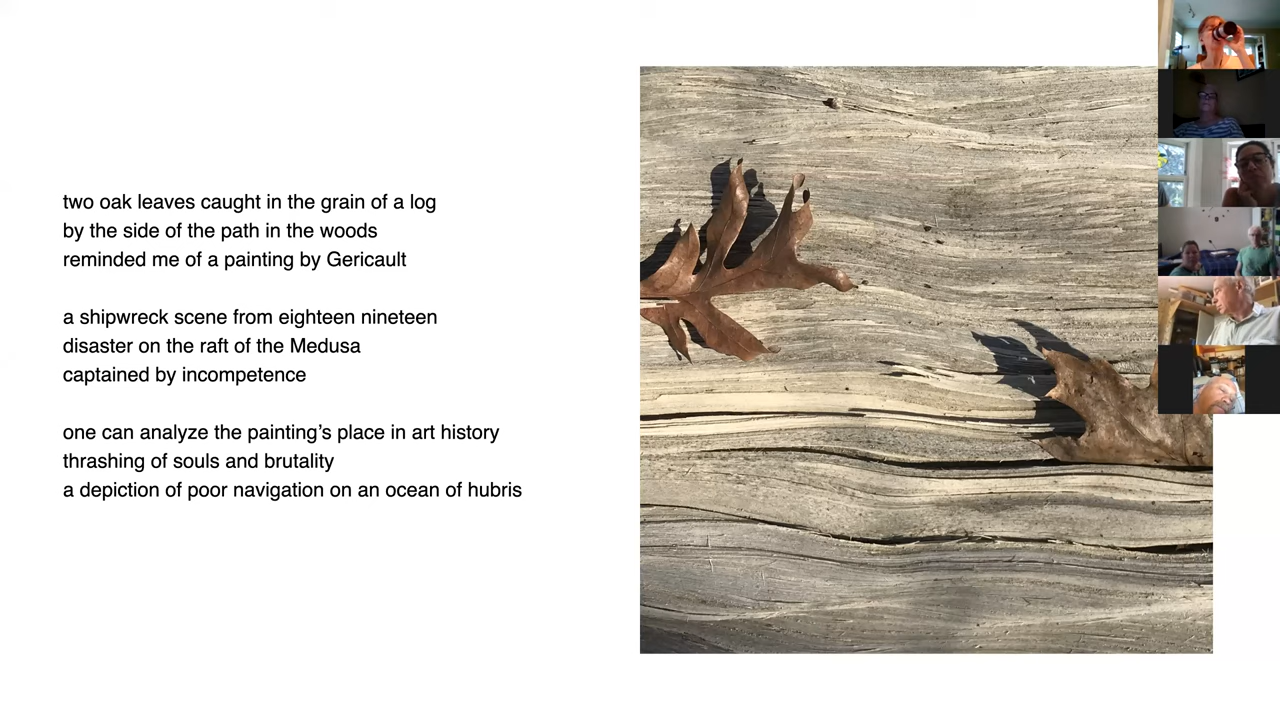 two oak leaves caught in the grain of a log
by the side of the path in the woods
reminded me of a painting by Gericault
a shipwreck scene from eighteen nineteen
disaster on the raft of the Medusa
captained by incompetence
one can analyze the painting’s place in art history
thrashing of souls and brutality
a depiction of poor navigation on an ocean of hubris